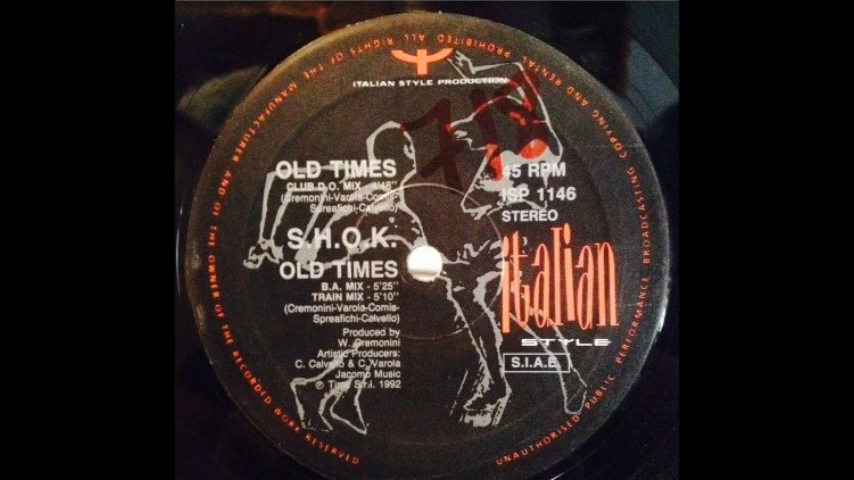 ITALIAN STYLE PRODUCTION
718
OLD TIMES
CLUB D.O. MIX - 4'48"
(Cremonini-Varola-Comis-
Spreafichi-Calvello)
S.H.O.K.
OLD TIMES
B.A. MIX - 5'25"
TRAIN MIX - 5'10"
(Cremonini-Varola-Comis-
Spreafichi-Calvello)
Produced by
W. Cremonini
Artistic Producers:
C. Calvello & C. Varola
Jacomo Music
℗ Time S.r.l. 1992
45 RPM
ISP 1146
STEREO
italian
STYLE
S.I.A.E.
ALL RIGHTS OF THE MANUFACTURER AND OF THE OWNER OF THE RECORDED WORK RESERVED
UNAUTHORISED PUBLIC PERFORMANCE BROADCASTING COPYING AND RENTAL PROHIBITED